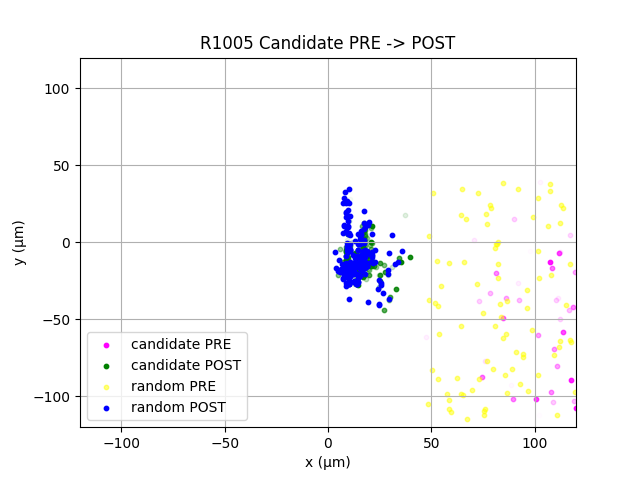 R1005 Candidate PRE -> POST
y (μm)
100
50
0
−50
−100
candidate PRE
candidate POST
random PRE
random POST
−100
−50
0
50
100
x (μm)